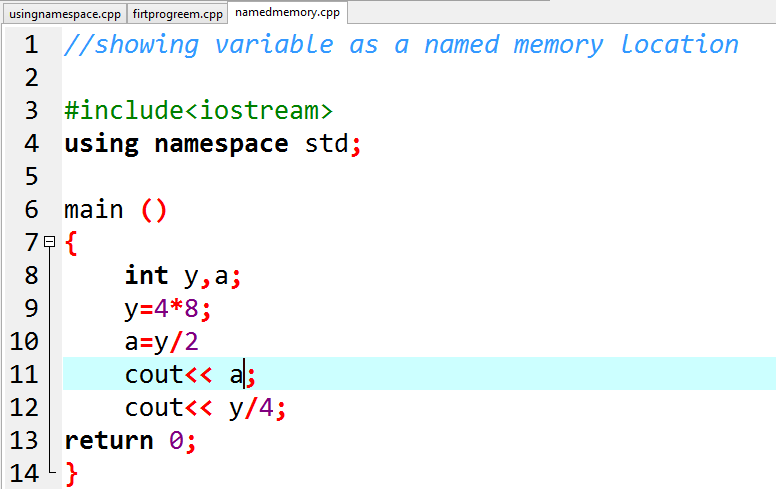 usingnamespace.cpp firtprogreem.cpp namedmemory.cpp
1 //showing variable as a named memory location
2
3 #include<iostream>
4 using namespace std;
5
6 main ()
7 {
8 int y,a;
9 y=4*8;
10 a=y/2
11 cout<< a;
12 cout<< y/4;
13 return 0;
14 }